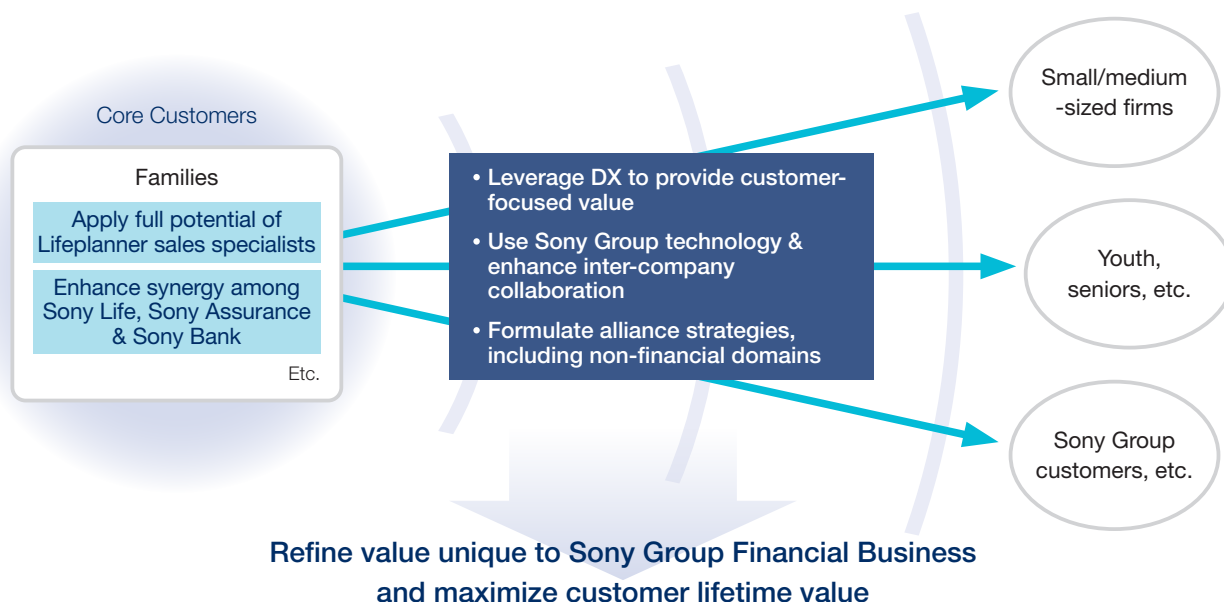 Core Customers
Families
Apply full potential of
Lifeplanner sales specialists
Enhance synergy among
Sony Life, Sony Assurance
& Sony Bank
Etc.
• Leverage DX to provide customer-
focused value
• Use Sony Group technology &
enhance inter-company
collaboration
• Formulate alliance strategies,
including non-financial domains
Small/medium
-sized firms
Youth,
seniors, etc.
Sony Group
customers, etc.
Refine value unique to Sony Group Financial Business
and maximize customer lifetime value